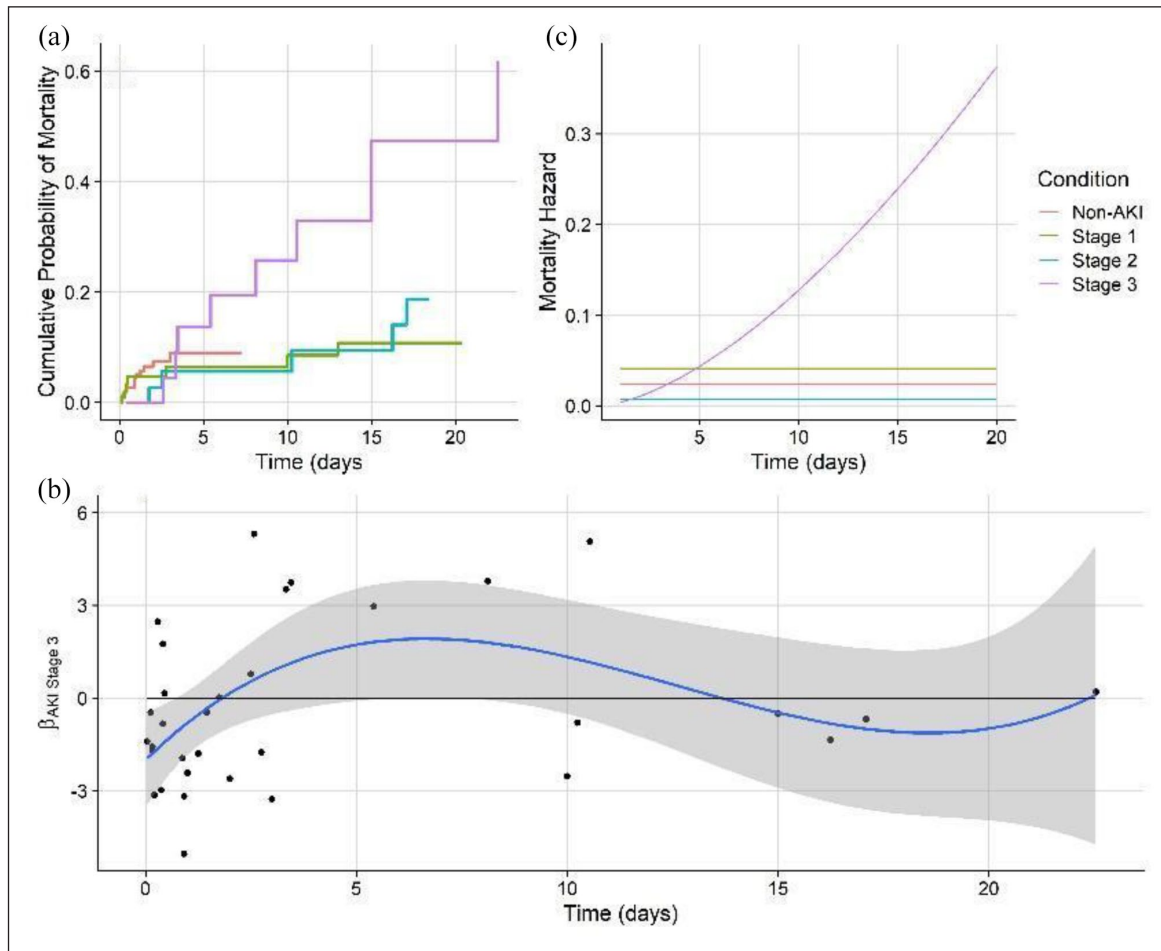 (a)
Cumulative Probability of Mortality
0.6
0.4
0.2
0.0
0 5 10 15 20
Time (days
(c)
Mortality Hazard
0.3
0.2
0.1
0.0
5 10 15 20
Time (days)
Condition
Non-AKI
Stage 1
Stage 2
Stage 3
(b)
βAKI Stage 3
6
3
0
-3
0 5 10 15 20
Time (days)